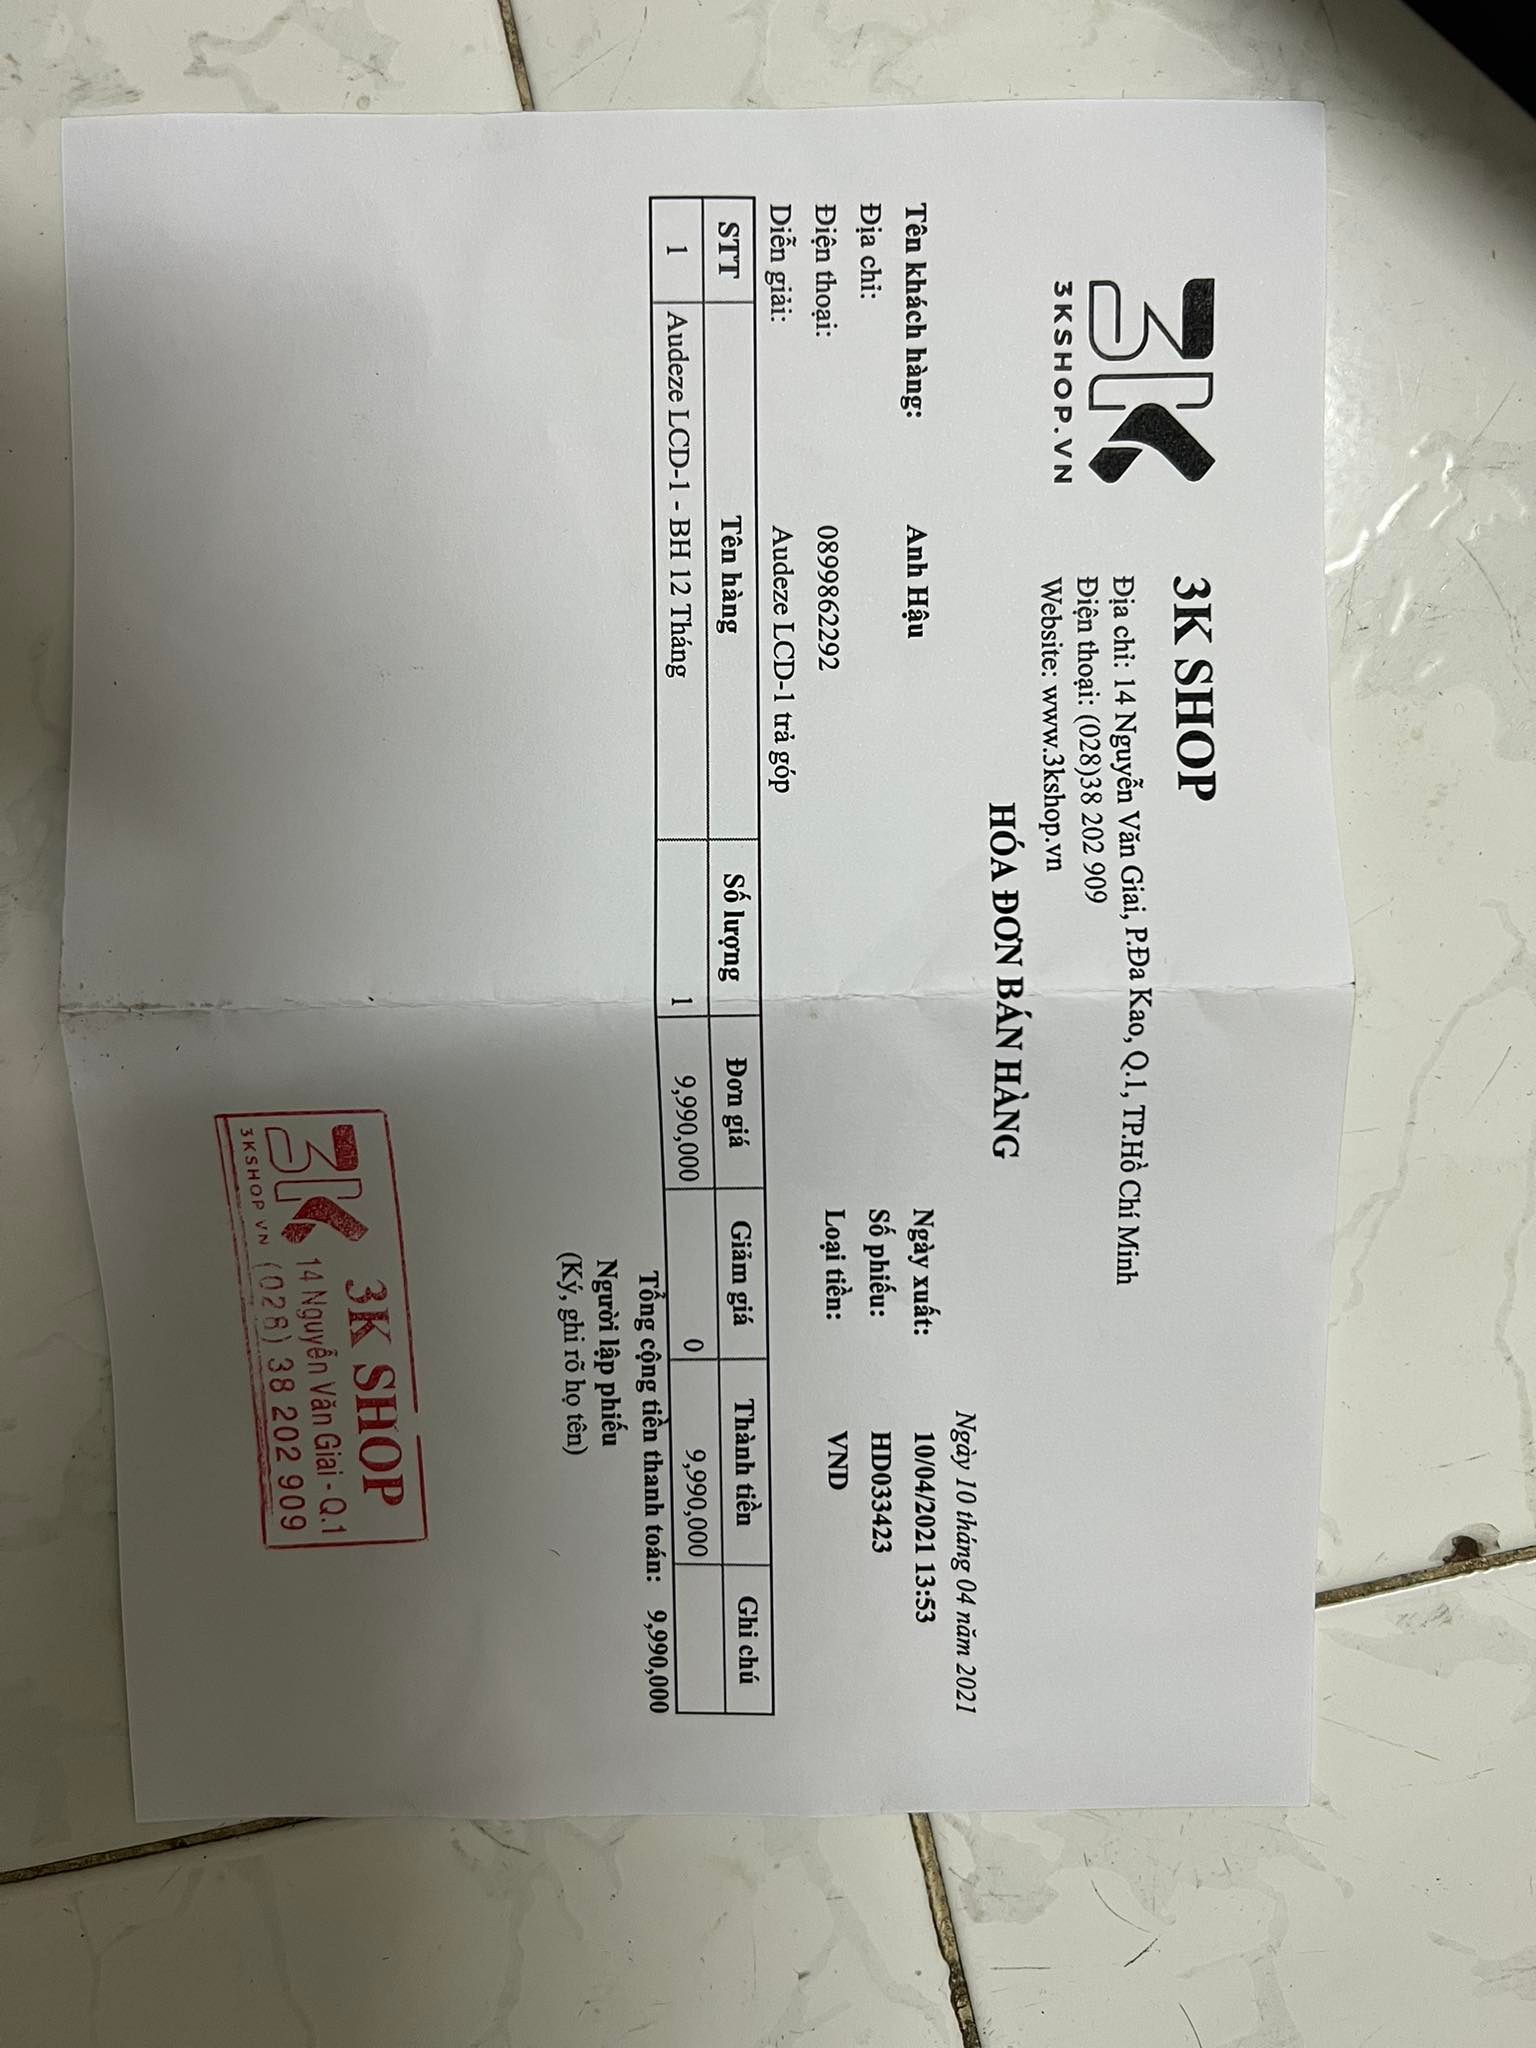 3K
3KSHOP.VN
3K SHOP
Địa chỉ: 14 Nguyễn Văn Giai, P.Đa Kao, Q.1, TP.Hồ Chí Minh
Điện thoại: (028)38 202 909
Website: www.3kshop.vn
HÓA ĐƠN BÁN HÀNG
Ngày 10 tháng 04 năm 2021
Tên khách hàng: Anh Hậu Ngày xuất: 10/04/2021 13:53
Địa chỉ: Số phiếu: HD033423
Điện thoại: 0899862292 Loại tiền: VND
Diễn giải: Audeze LCD-1 trả góp
STT Tên hàng Số lượng Đơn giá Giảm giá Thành tiền Ghi chú
1 Audeze LCD-1 - BH 12 Tháng 1 9,990,000 0 9,990,000
Tổng cộng tiền thanh toán: 9,990,000
Người lập phiếu
(Ký, ghi rõ họ tên)
3K
3KSHOP.VN
3K SHOP
14 Nguyễn Văn Giai - Q.1
(028) 38 202 909